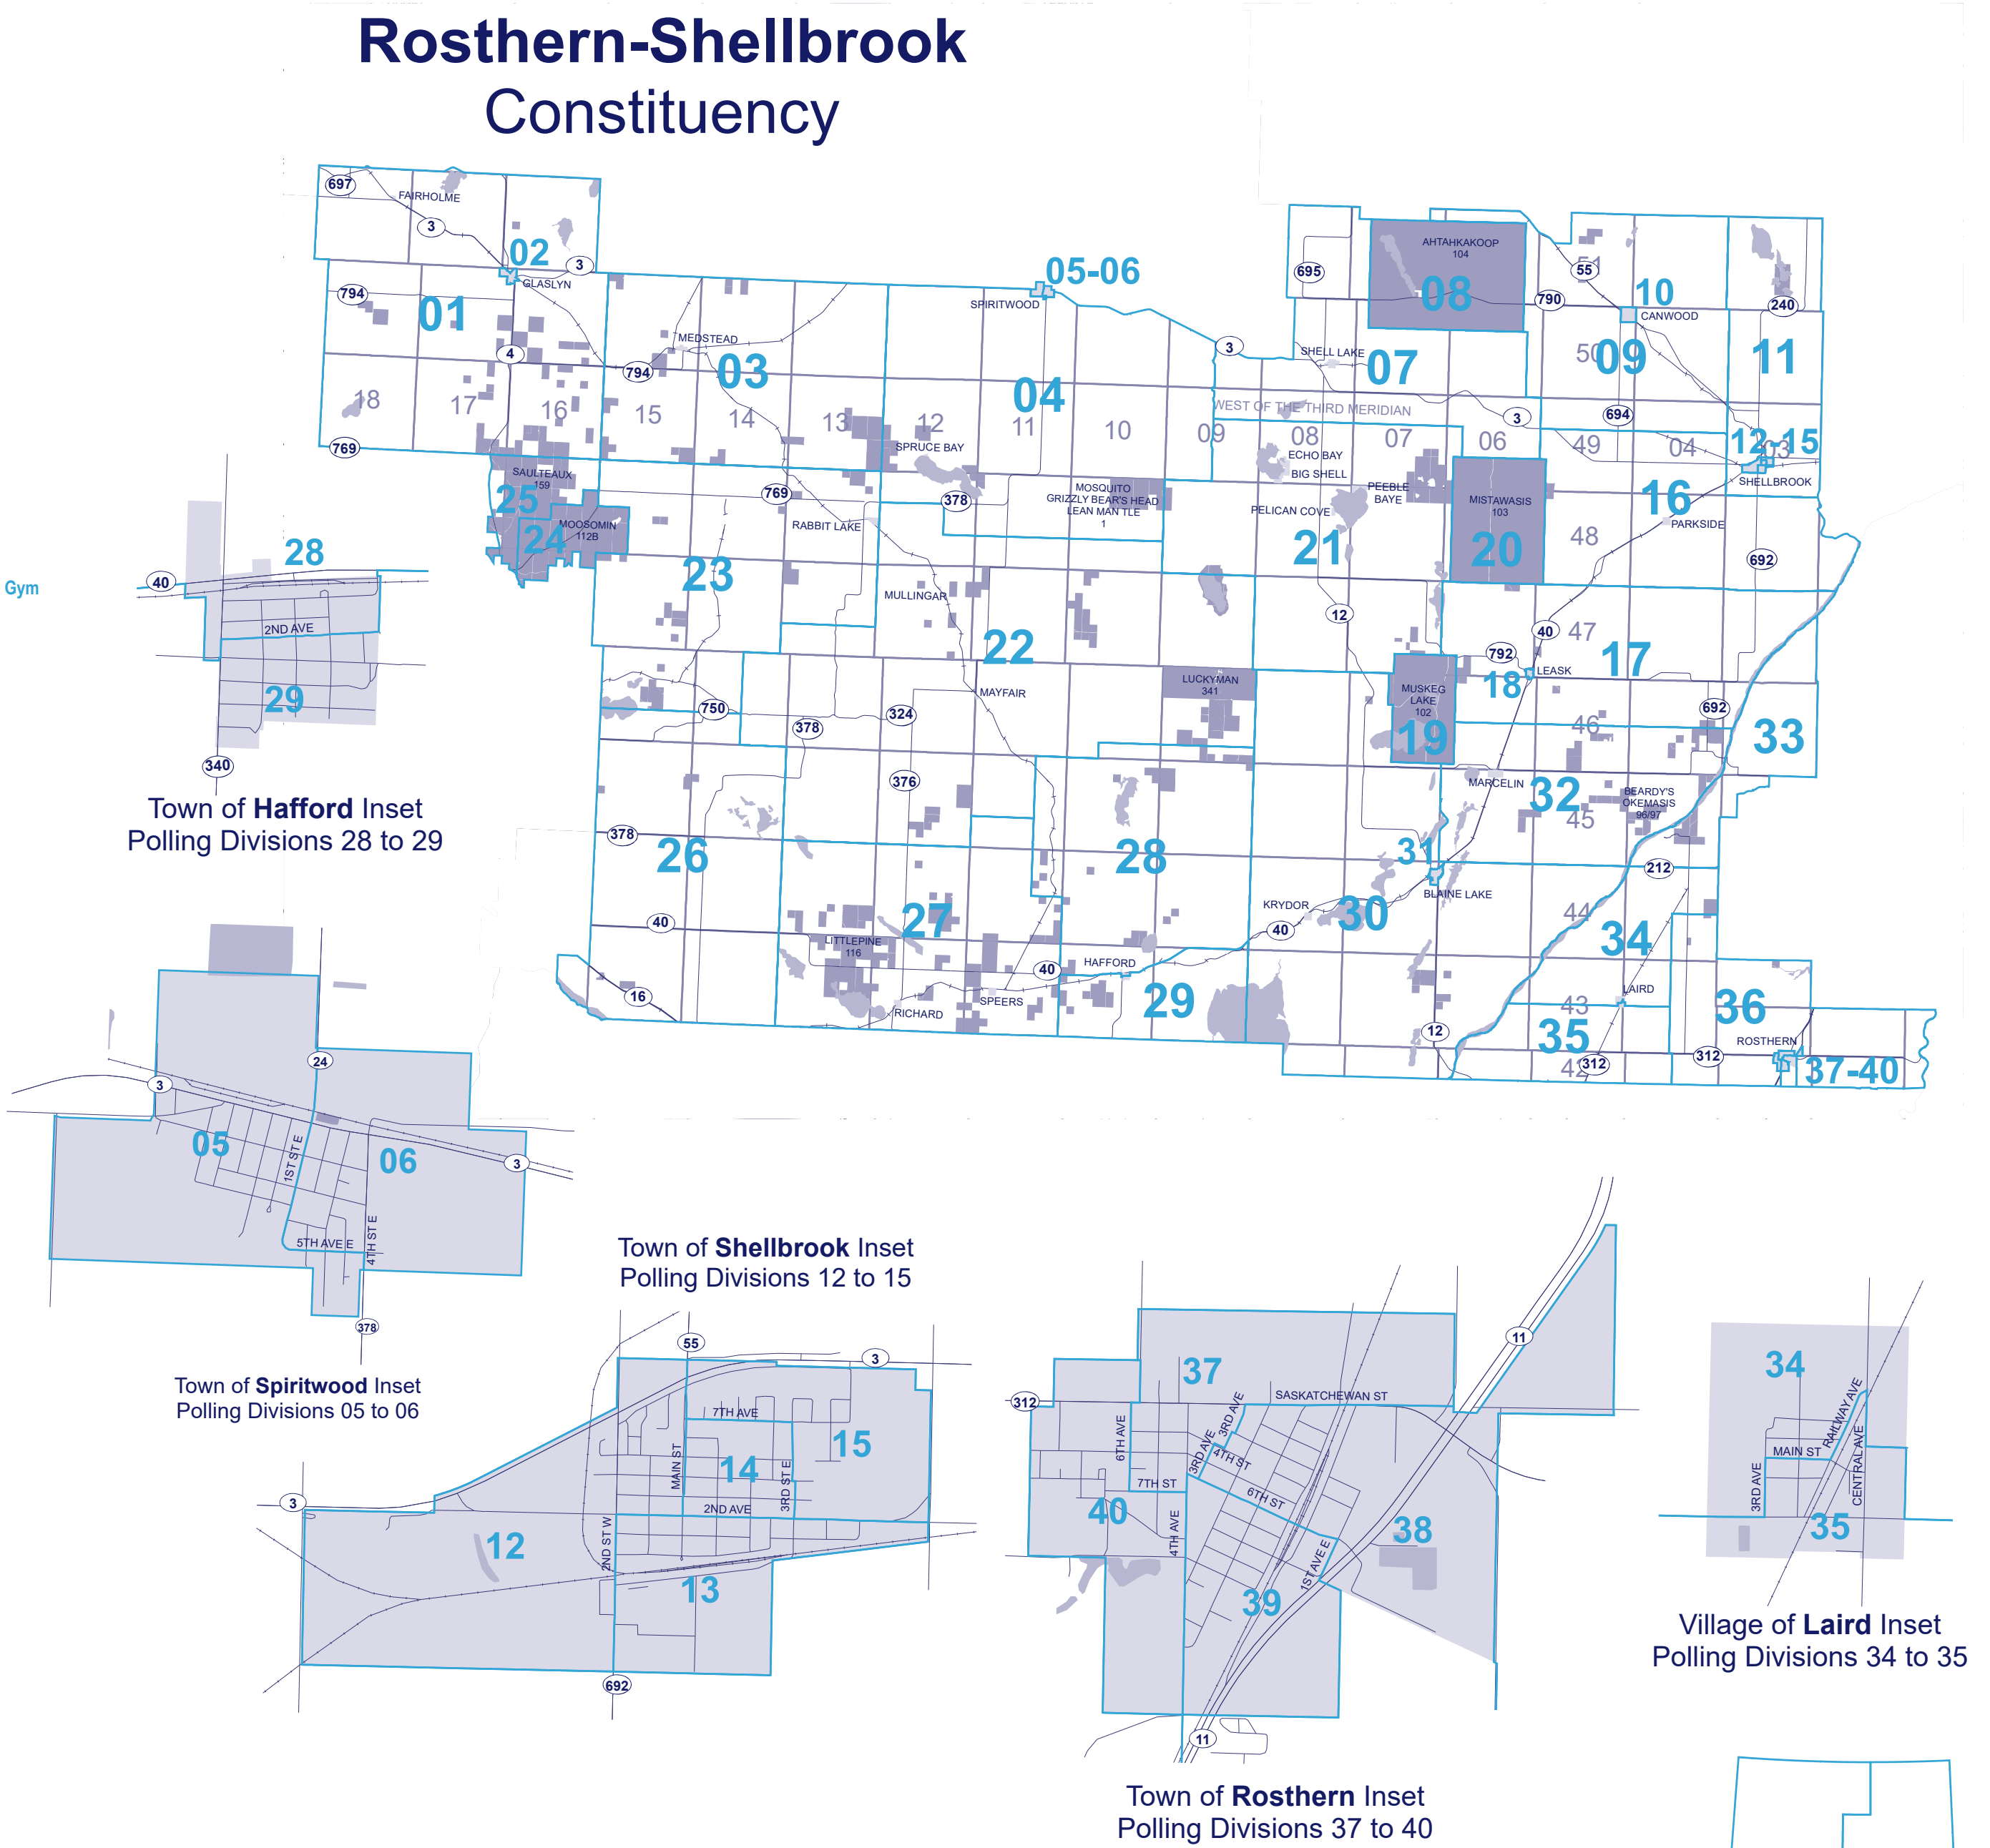 Rosthern-Shellbrook
Constituency
697
FAIRHOLME
3
02
3
GLASLYN
794
01
4
MEDSTEAD
794
03
05-06
SPIRITWOOD
04
3
695
AHTAHKAKOOP
104
08
790
55
51
10
CANWOOD
240
SHELL LAKE
07
50
09
11
WEST OF THE THIRD MERIDIAN
3
694
18
17
16
15
14
13
12
11
10
09
08
07
06
49
04
03
12-15
769
SPRUCE BAY
ECHO BAY
BIG SHELL
SHELLBROOK
SAULTEAUX
159
25
24
MOOSOMIN
112B
769
378
RABBIT LAKE
MOSQUITO
GRIZZLY BEAR'S HEAD
LEAN MAN TLE
1
PELICAN COVE
PEEBLE
BAYE
MISTAWASIS
103
20
16
PARKSIDE
48
21
692
23
MULLINGAR
22
12
40
47
17
792
LEASK
18
MAYFAIR
LUCKYMAN
341
MUSKEG
LAKE
102
19
750
378
324
692
46
33
376
MARCELIN
32
BEARDY'S
OKEMASIS
96/97
45
378
26
28
31
212
BLAINE LAKE
40
27
KRYDOR
30
40
44
34
LITTLEPINE
116
HAFFORD
40
16
SPEERS
RICHARD
29
LAIRD
43
35
36
12
ROSTHERN
312
42
312
37-40
Gym
28
40
2ND AVE
29
340
Town of Hafford Inset
Polling Divisions 28 to 29
24
3
05
1ST ST E
06
3
5TH AVE E
4TH ST E
378
Town of Spiritwood Inset
Polling Divisions 05 to 06
Town of Shellbrook Inset
Polling Divisions 12 to 15
55
3
7TH AVE
MAIN ST
14
15
3RD ST E
2ND AVE
3
12
2ND ST W
13
692
11
37
SASKATCHEWAN ST
312
6TH AVE
3RD AVE
3RD AVE
4TH ST
7TH ST
6TH ST
40
4TH AVE
38
1ST AVE E
39
11
Town of Rosthern Inset
Polling Divisions 37 to 40
34
RAILWAY AVE
MAIN ST
3RD AVE
CENTRAL AVE
35
Village of Laird Inset
Polling Divisions 34 to 35